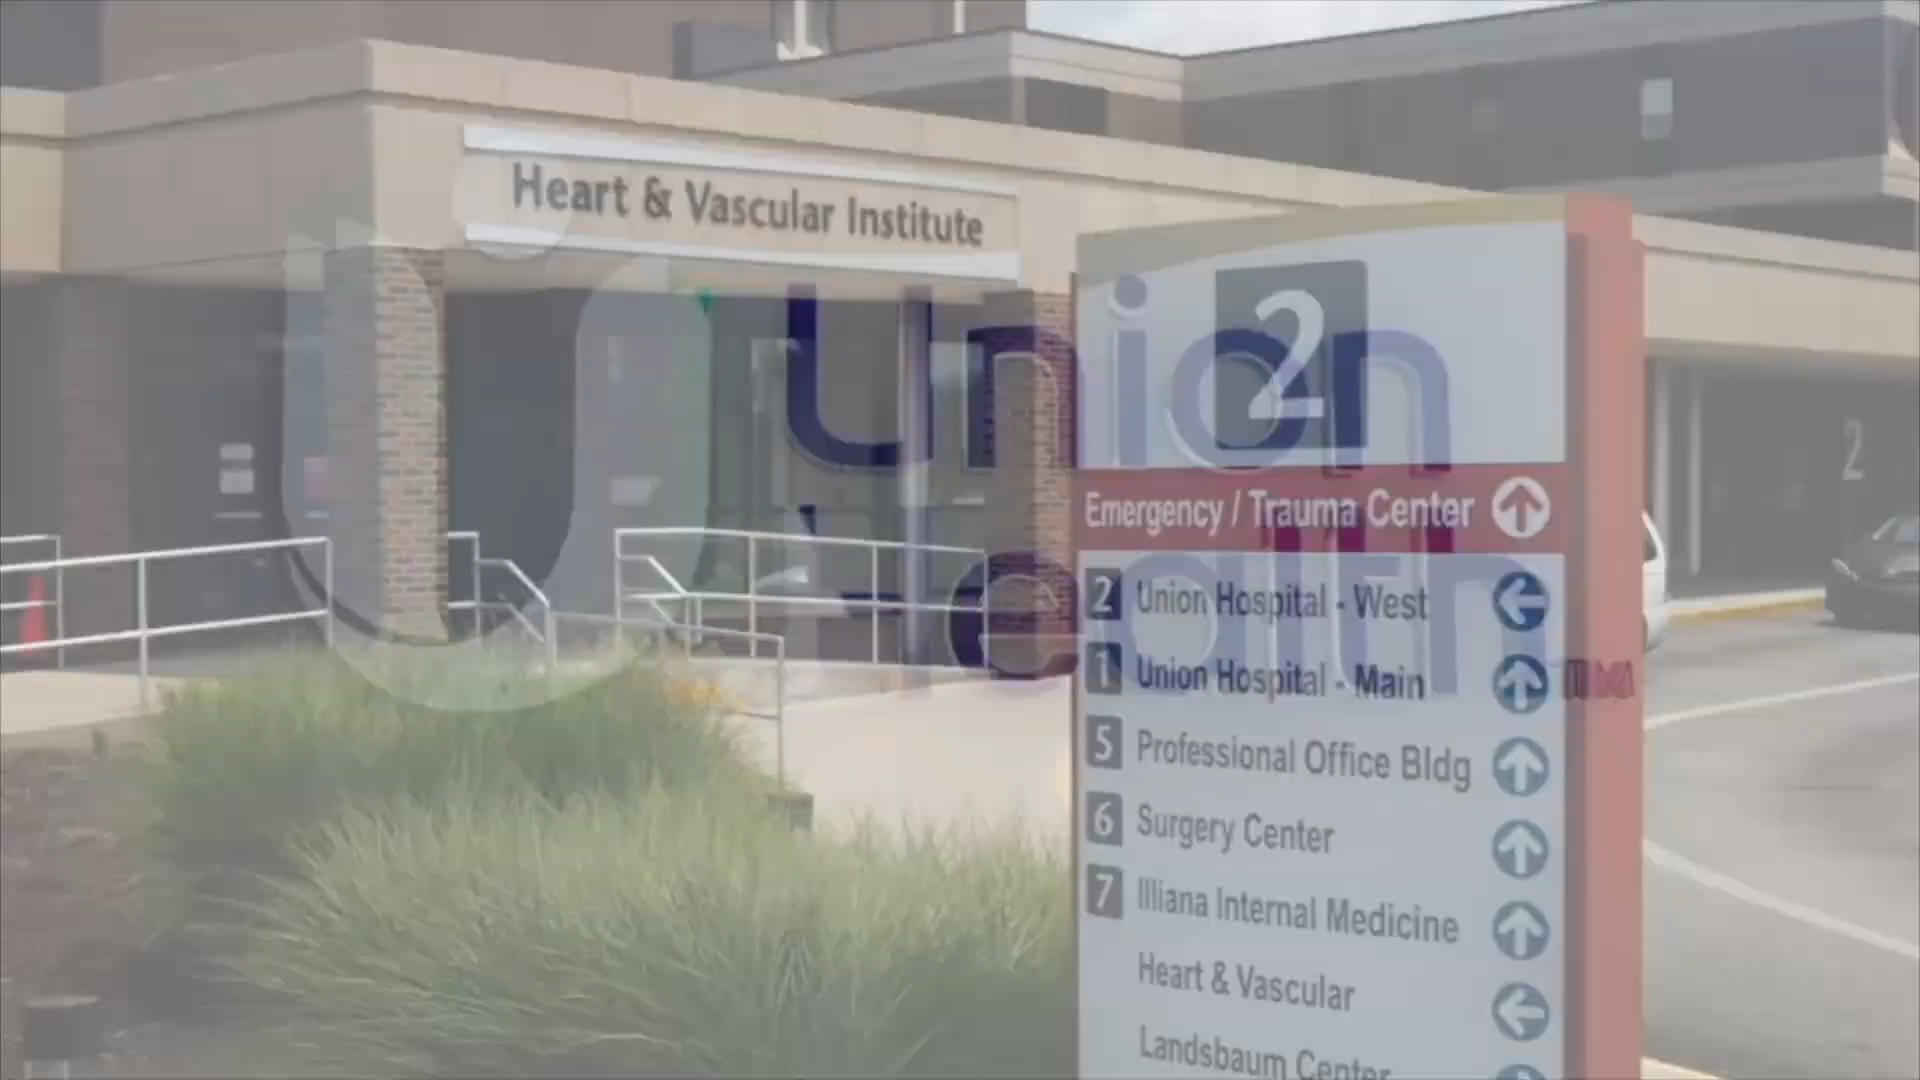 Heart & Vascular Institute
Union
Health
2
Emergency / Trauma Center
2 Union Hospital - West
1 Union Hospital - Main
5 Professional Office Bldg
6 Surgery Center
7 Illiana Internal Medicine
Heart & Vascular
Landsbaum Center
2